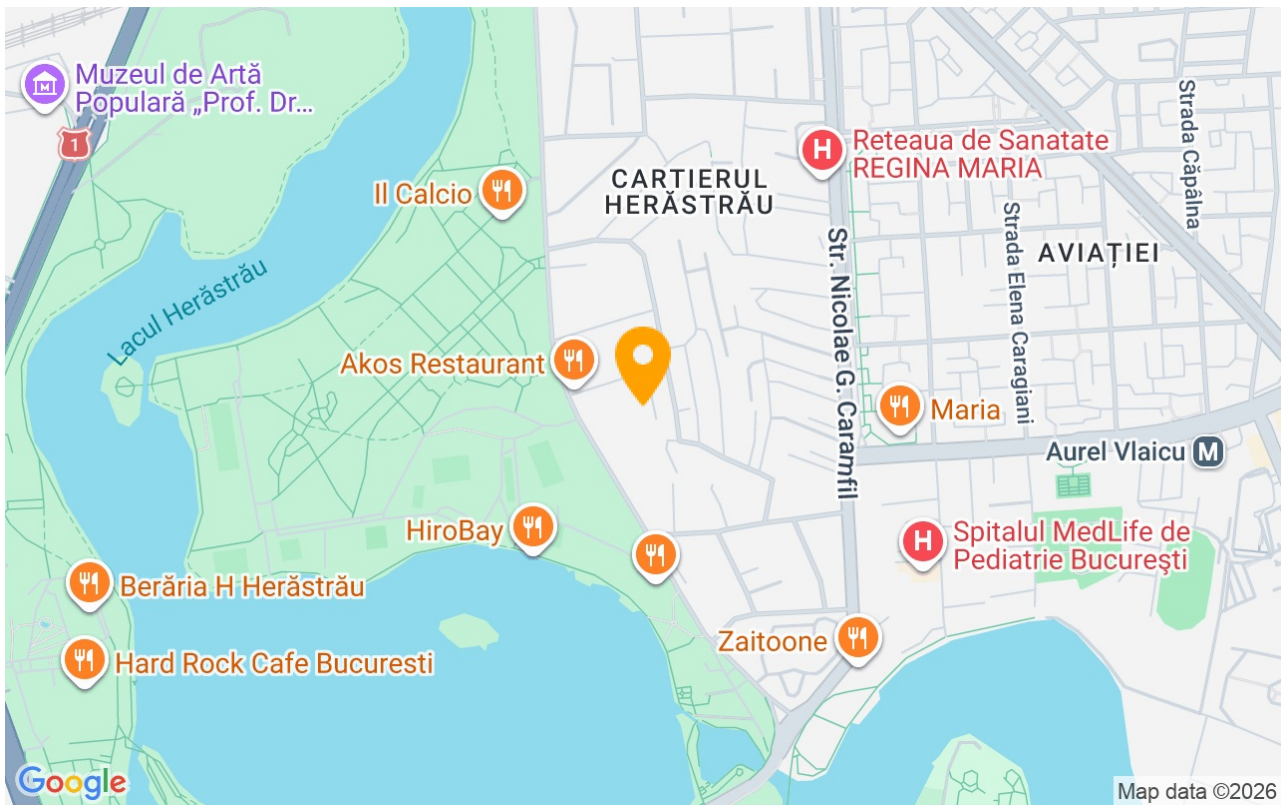 Muzeul de Artă
Populară „Prof. Dr...
1
Il Calcio
CARTIERUL
HERĂSTRĂU
H
Reteaua de Sanatate
REGINA MARIA
Strada Căpâlna
Strada Elena Caragiani
AVIAȚIEI
Str. Nicolae G. Caramfil
Lacul Herăstrău
Akos Restaurant
Maria
Aurel Vlaicu M
HiroBay
H
Spitalul MedLife de
Pediatrie București
Berăria H Herăstrău
Zaitoone
Hard Rock Cafe Bucuresti
Google
Map data ©2026